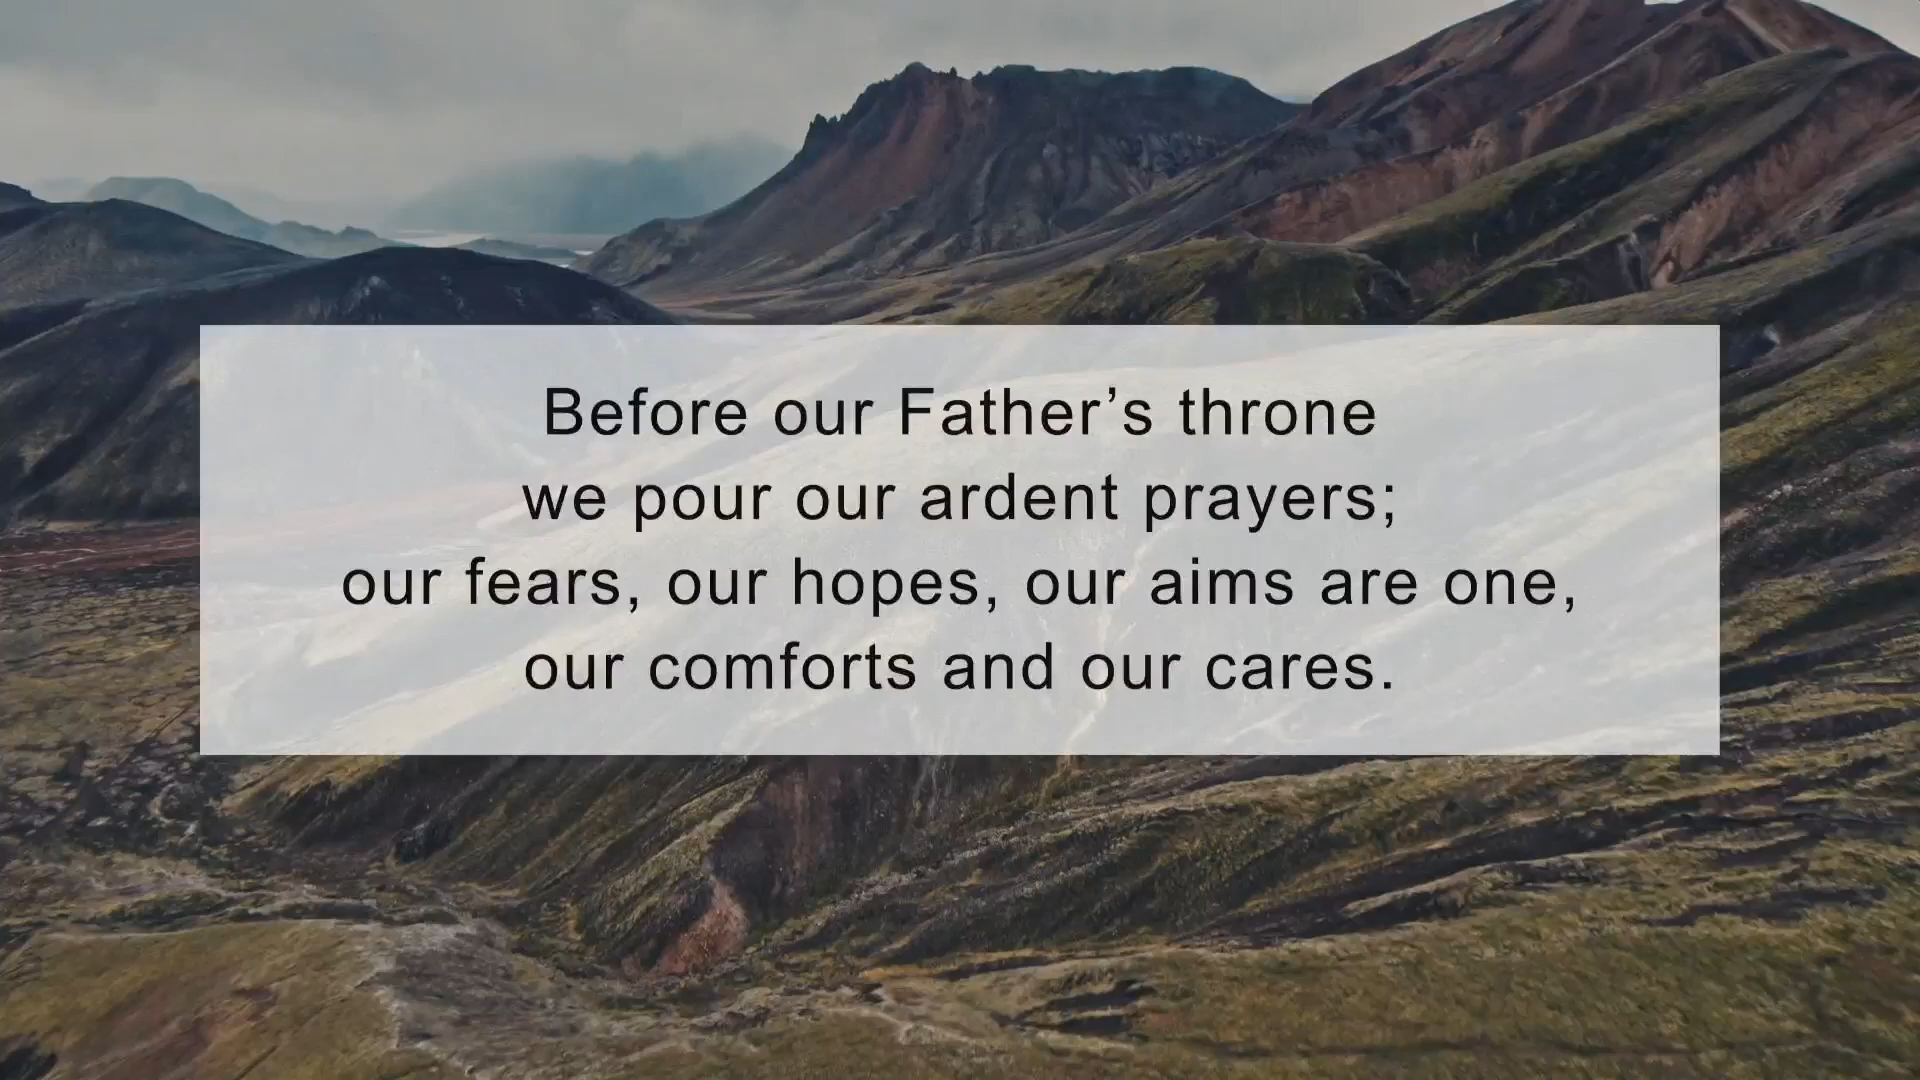 Before our Father’s throne
we pour our ardent prayers;
our fears, our hopes, our aims are one,
our comforts and our cares.